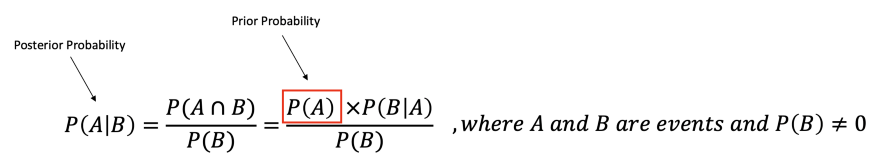 Prior Probability
Posterior Probability
P(A|B) = P(A ∩ B) / P(B) = P(A) ×P(B|A) / P(B) , where A and B are events and P(B) ≠ 0